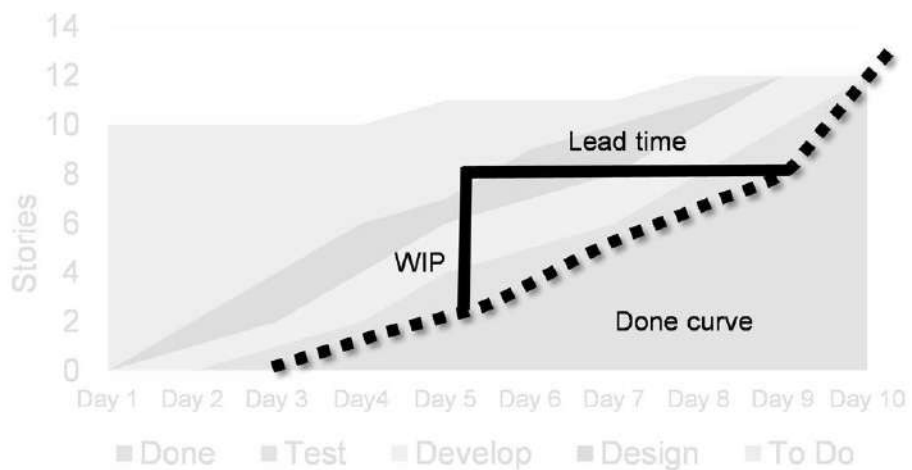 14
12
10
8
6
4
2
0
Stories
Lead time
WIP
Done curve
Day 1 Day 2 Day 3 Day4 Day 5 Day 6 Day 7 Day 8 Day 9 Day 10
Done Test Develop Design To Do